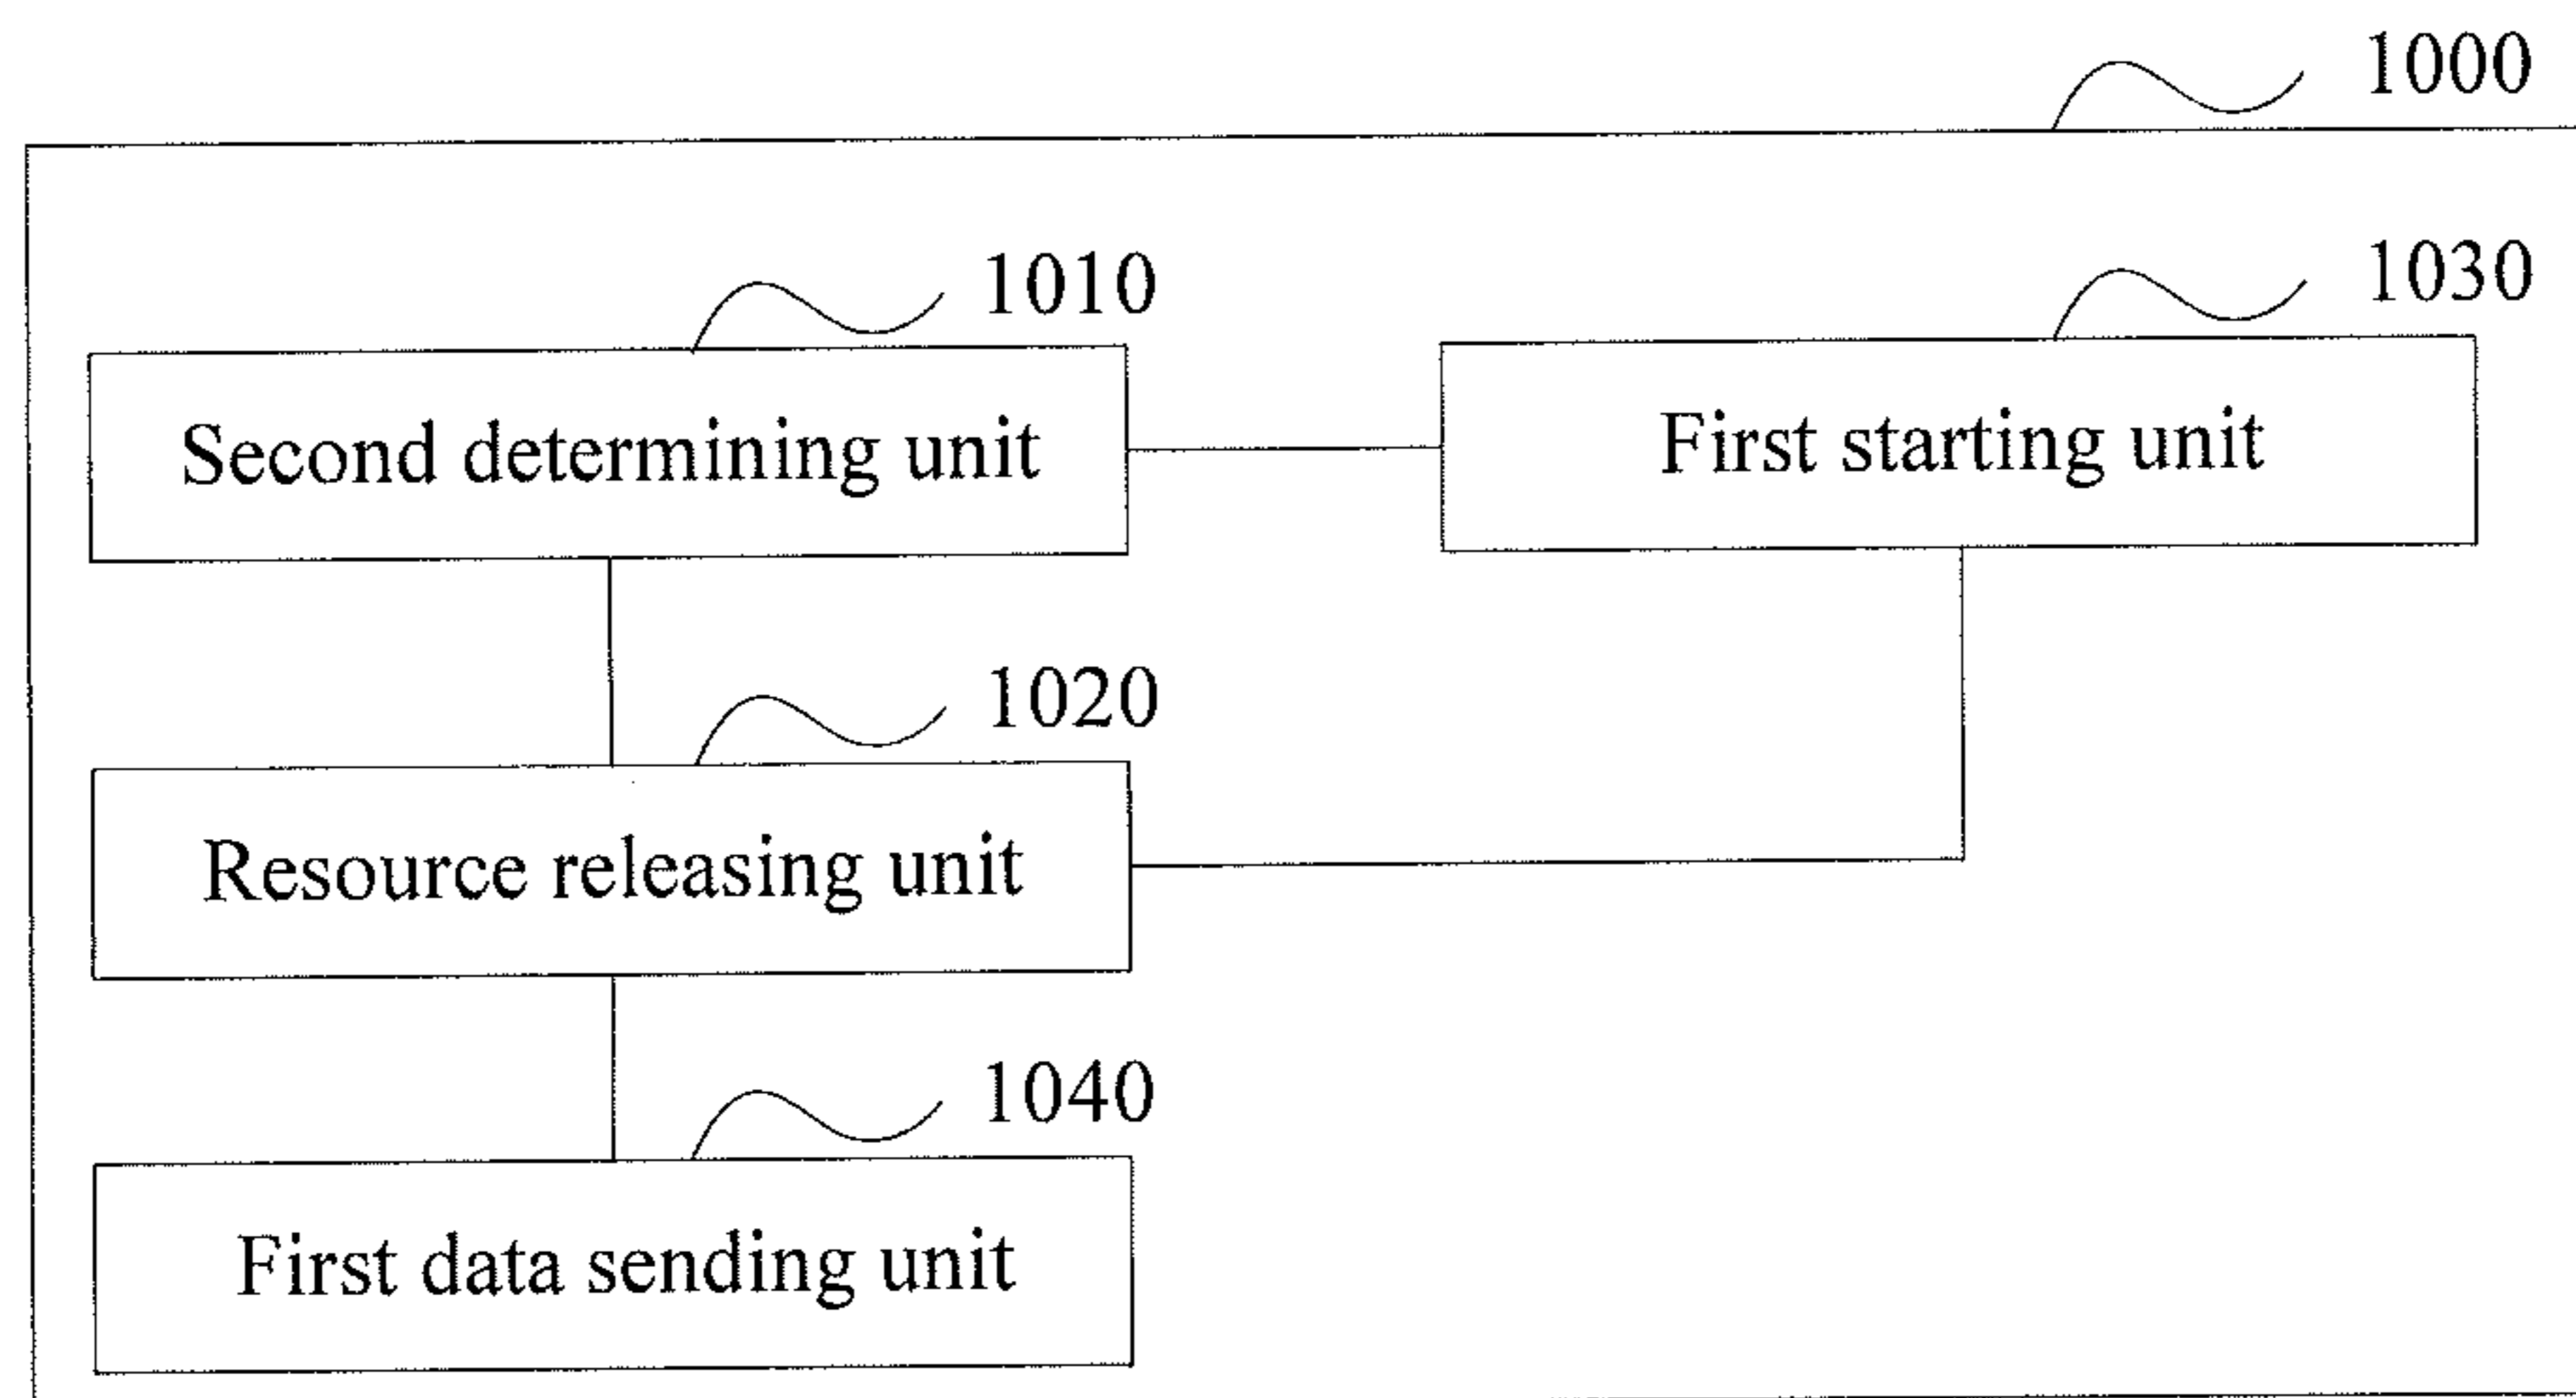 1000
1010
1030
Second determining unit
First starting unit
1020
Resource releasing unit
1040
First data sending unit